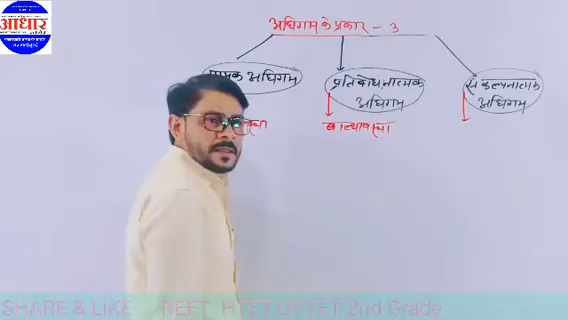 आधार
अधिगम के प्रकार - 3
अधिगम
प्रतिबोधनात्मक
अधिगम
संकल्पनात्मक
अधिगम
बाल्यावस्था
SHARE & LIKE REET HTET UPTET 2nd Grade